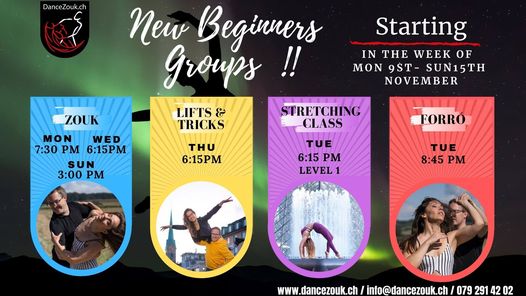 DanceZouk.ch
New Beginners
Groups !!
Starting
IN THE WEEK OF
MON 9ST- SUN15TH
NOVEMBER
ZOUK
MON WED
7:30 PM 6:15PM
SUN
3:00 PM
LIFTS &
TRICKS
THU
6:15PM
STRETCHING
CLASS
TUE
6:15 PM
LEVEL 1
FORRÓ
TUE
8:45 PM
www.dancezouk.ch / info@dancezouk.ch / 079 291 42 02